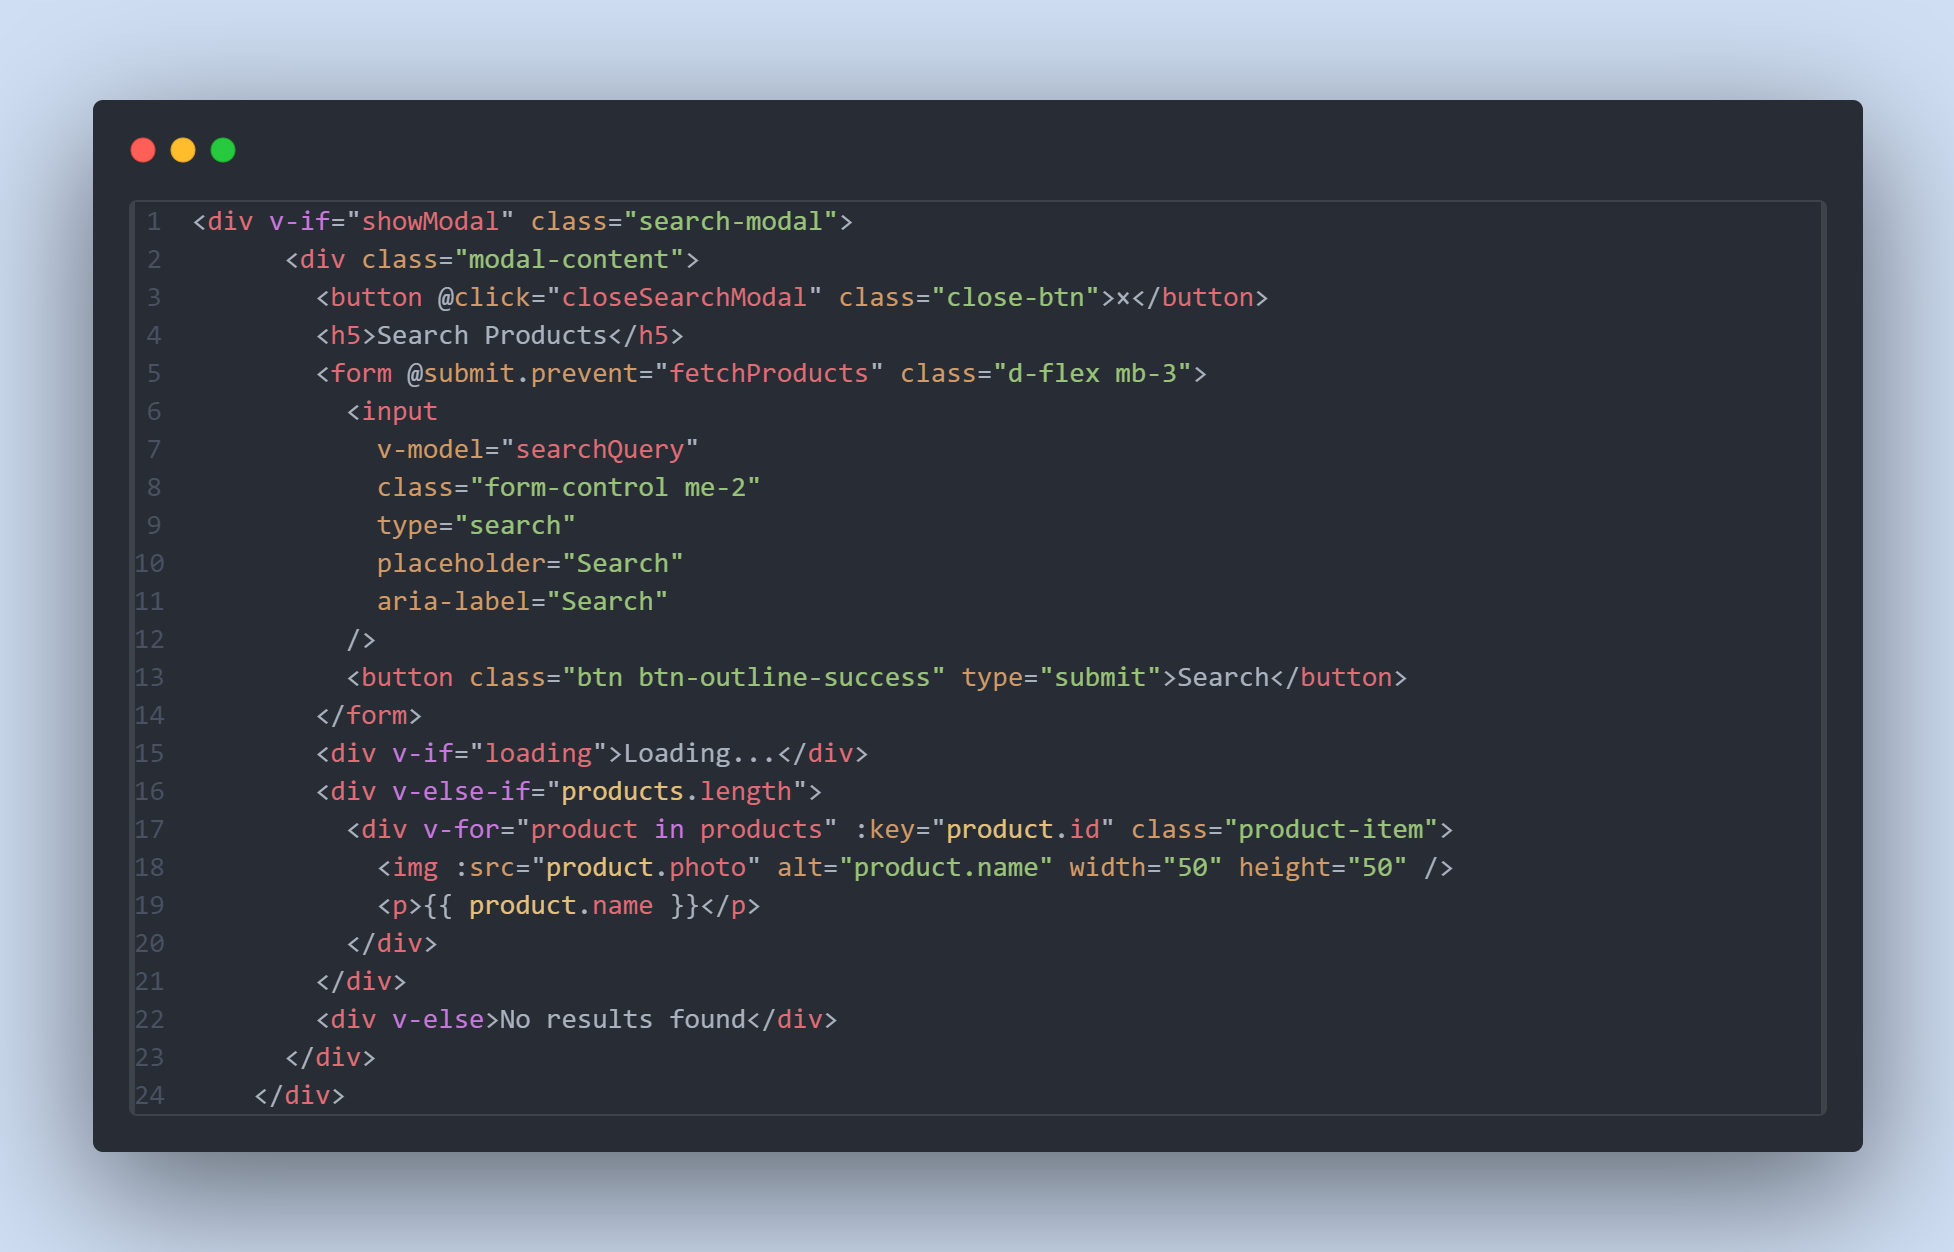 1 <div v-if="showModal" class="search-modal">
2 <div class="modal-content">
3 <button @click="closeSearchModal" class="close-btn">×</button>
4 <h5>Search Products</h5>
5 <form @submit.prevent="fetchProducts" class="d-flex mb-3">
6 <input
7 v-model="searchQuery"
8 class="form-control me-2"
9 type="search"
10 placeholder="Search"
11 aria-label="Search"
12 />
13 <button class="btn btn-outline-success" type="submit">Search</button>
14 </form>
15 <div v-if="loading">Loading...</div>
16 <div v-else-if="products.length">
17 <div v-for="product in products" :key="product.id" class="product-item">
18 <img :src="product.photo" alt="product.name" width="50" height="50" />
19 <p>{{ product.name }}</p>
20 </div>
21 </div>
22 <div v-else>No results found</div>
23 </div>
24 </div>